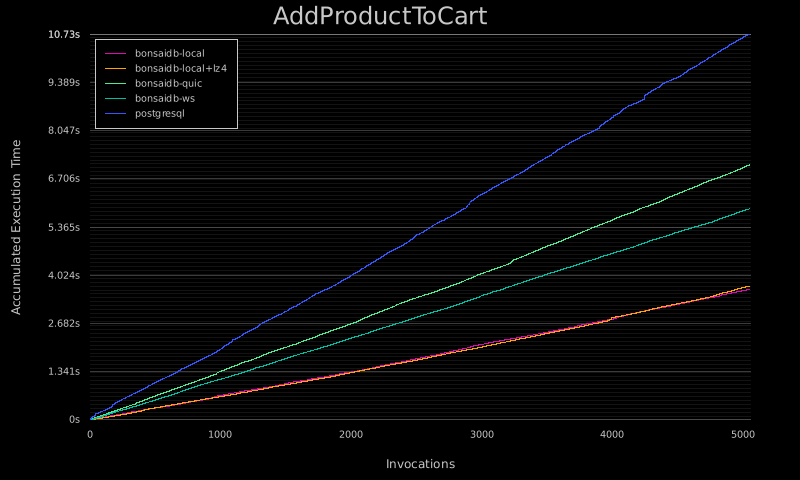 AddProductToCart
10.73s
9.389s
8.047s
6.706s
5.365s
4.024s
2.682s
1.341s
0s
Accumulated Execution Time
bonsaidb-local
bonsaidb-local+lz4
bonsaidb-quic
bonsaidb-ws
postgresql
0 1000 2000 3000 4000 5000
Invocations